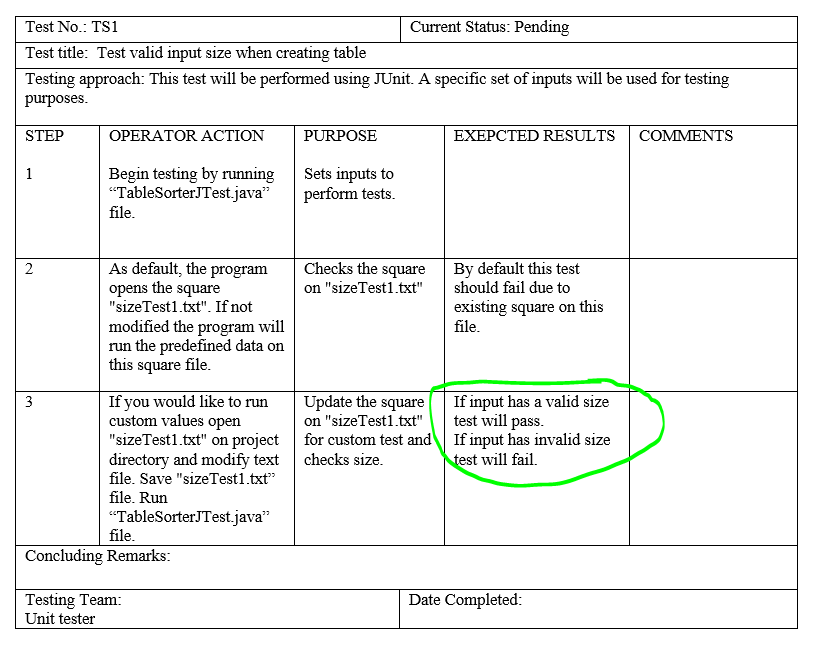 Test No.: TS1
Current Status: Pending
Test title:  Test valid input size when creating table
Testing approach: This test will be performed using JUnit. A specific set of inputs will be used for testing
purposes.
STEP
OPERATOR ACTION
PURPOSE
EXEPCTED RESULTS
COMMENTS
1
Begin testing by running
“TableSorterJTest.java”
file.
Sets inputs to
perform tests.
2
As default, the program
opens the square
"sizeTest1.txt". If not
modified the program will
run the predefined data on
this square file.
Checks the square
on "sizeTest1.txt"
By default this test
should fail due to
existing square on this
file.
3
If you would like to run
custom values open
"sizeTest1.txt" on project
directory and modify text
file. Save "sizeTest1.txt”
file. Run
“TableSorterJTest.java”
file.
Update the square
on "sizeTest1.txt"
for custom test and
checks size.
If input has a valid size
test will pass.
If input has invalid size
test will fail.
Concluding Remarks:
Testing Team:
Unit tester
Date Completed: